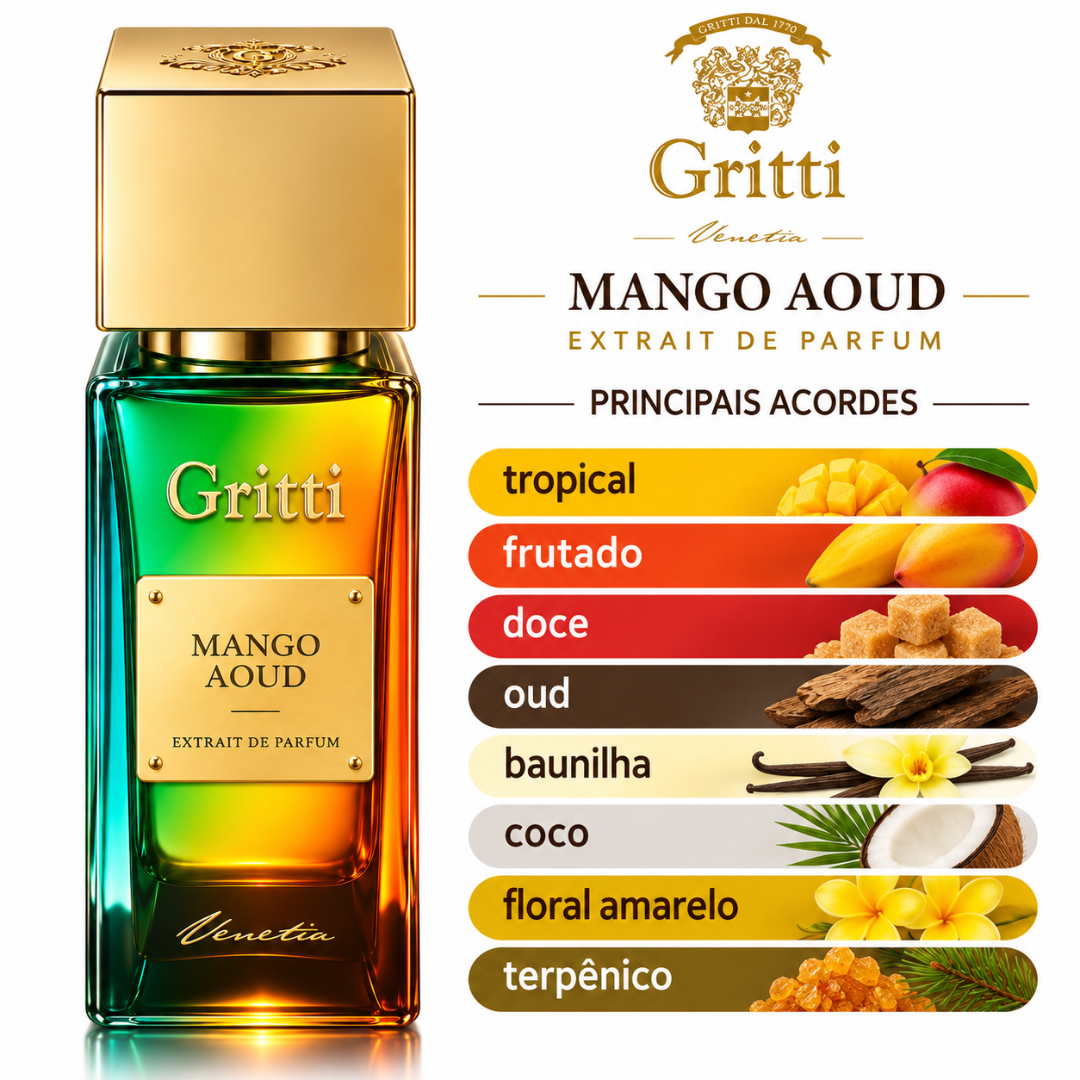 GRITTI DAL 1770
Gritti
Venetia
MANGO AOUD
EXTRAIT DE PARFUM
PRINCIPAIS ACORDES
tropical
frutado
doce
oud
baunilha
coco
floral amarelo
terpênico
G
Gritti
MANGO
AOUD
EXTRAIT DE PARFUM
Venetia